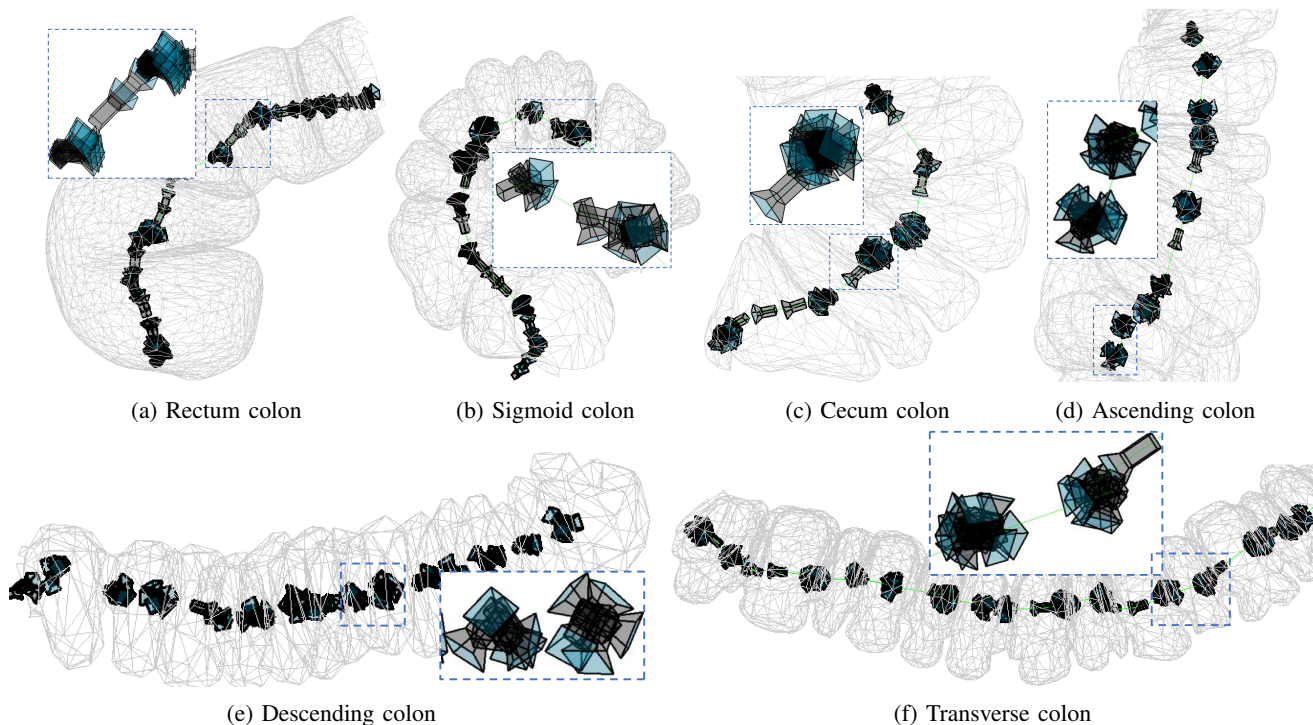 (a) Rectum colon
(b) Sigmoid colon
(c) Cecum colon
(d) Ascending colon
(e) Descending colon
(f) Transverse colon